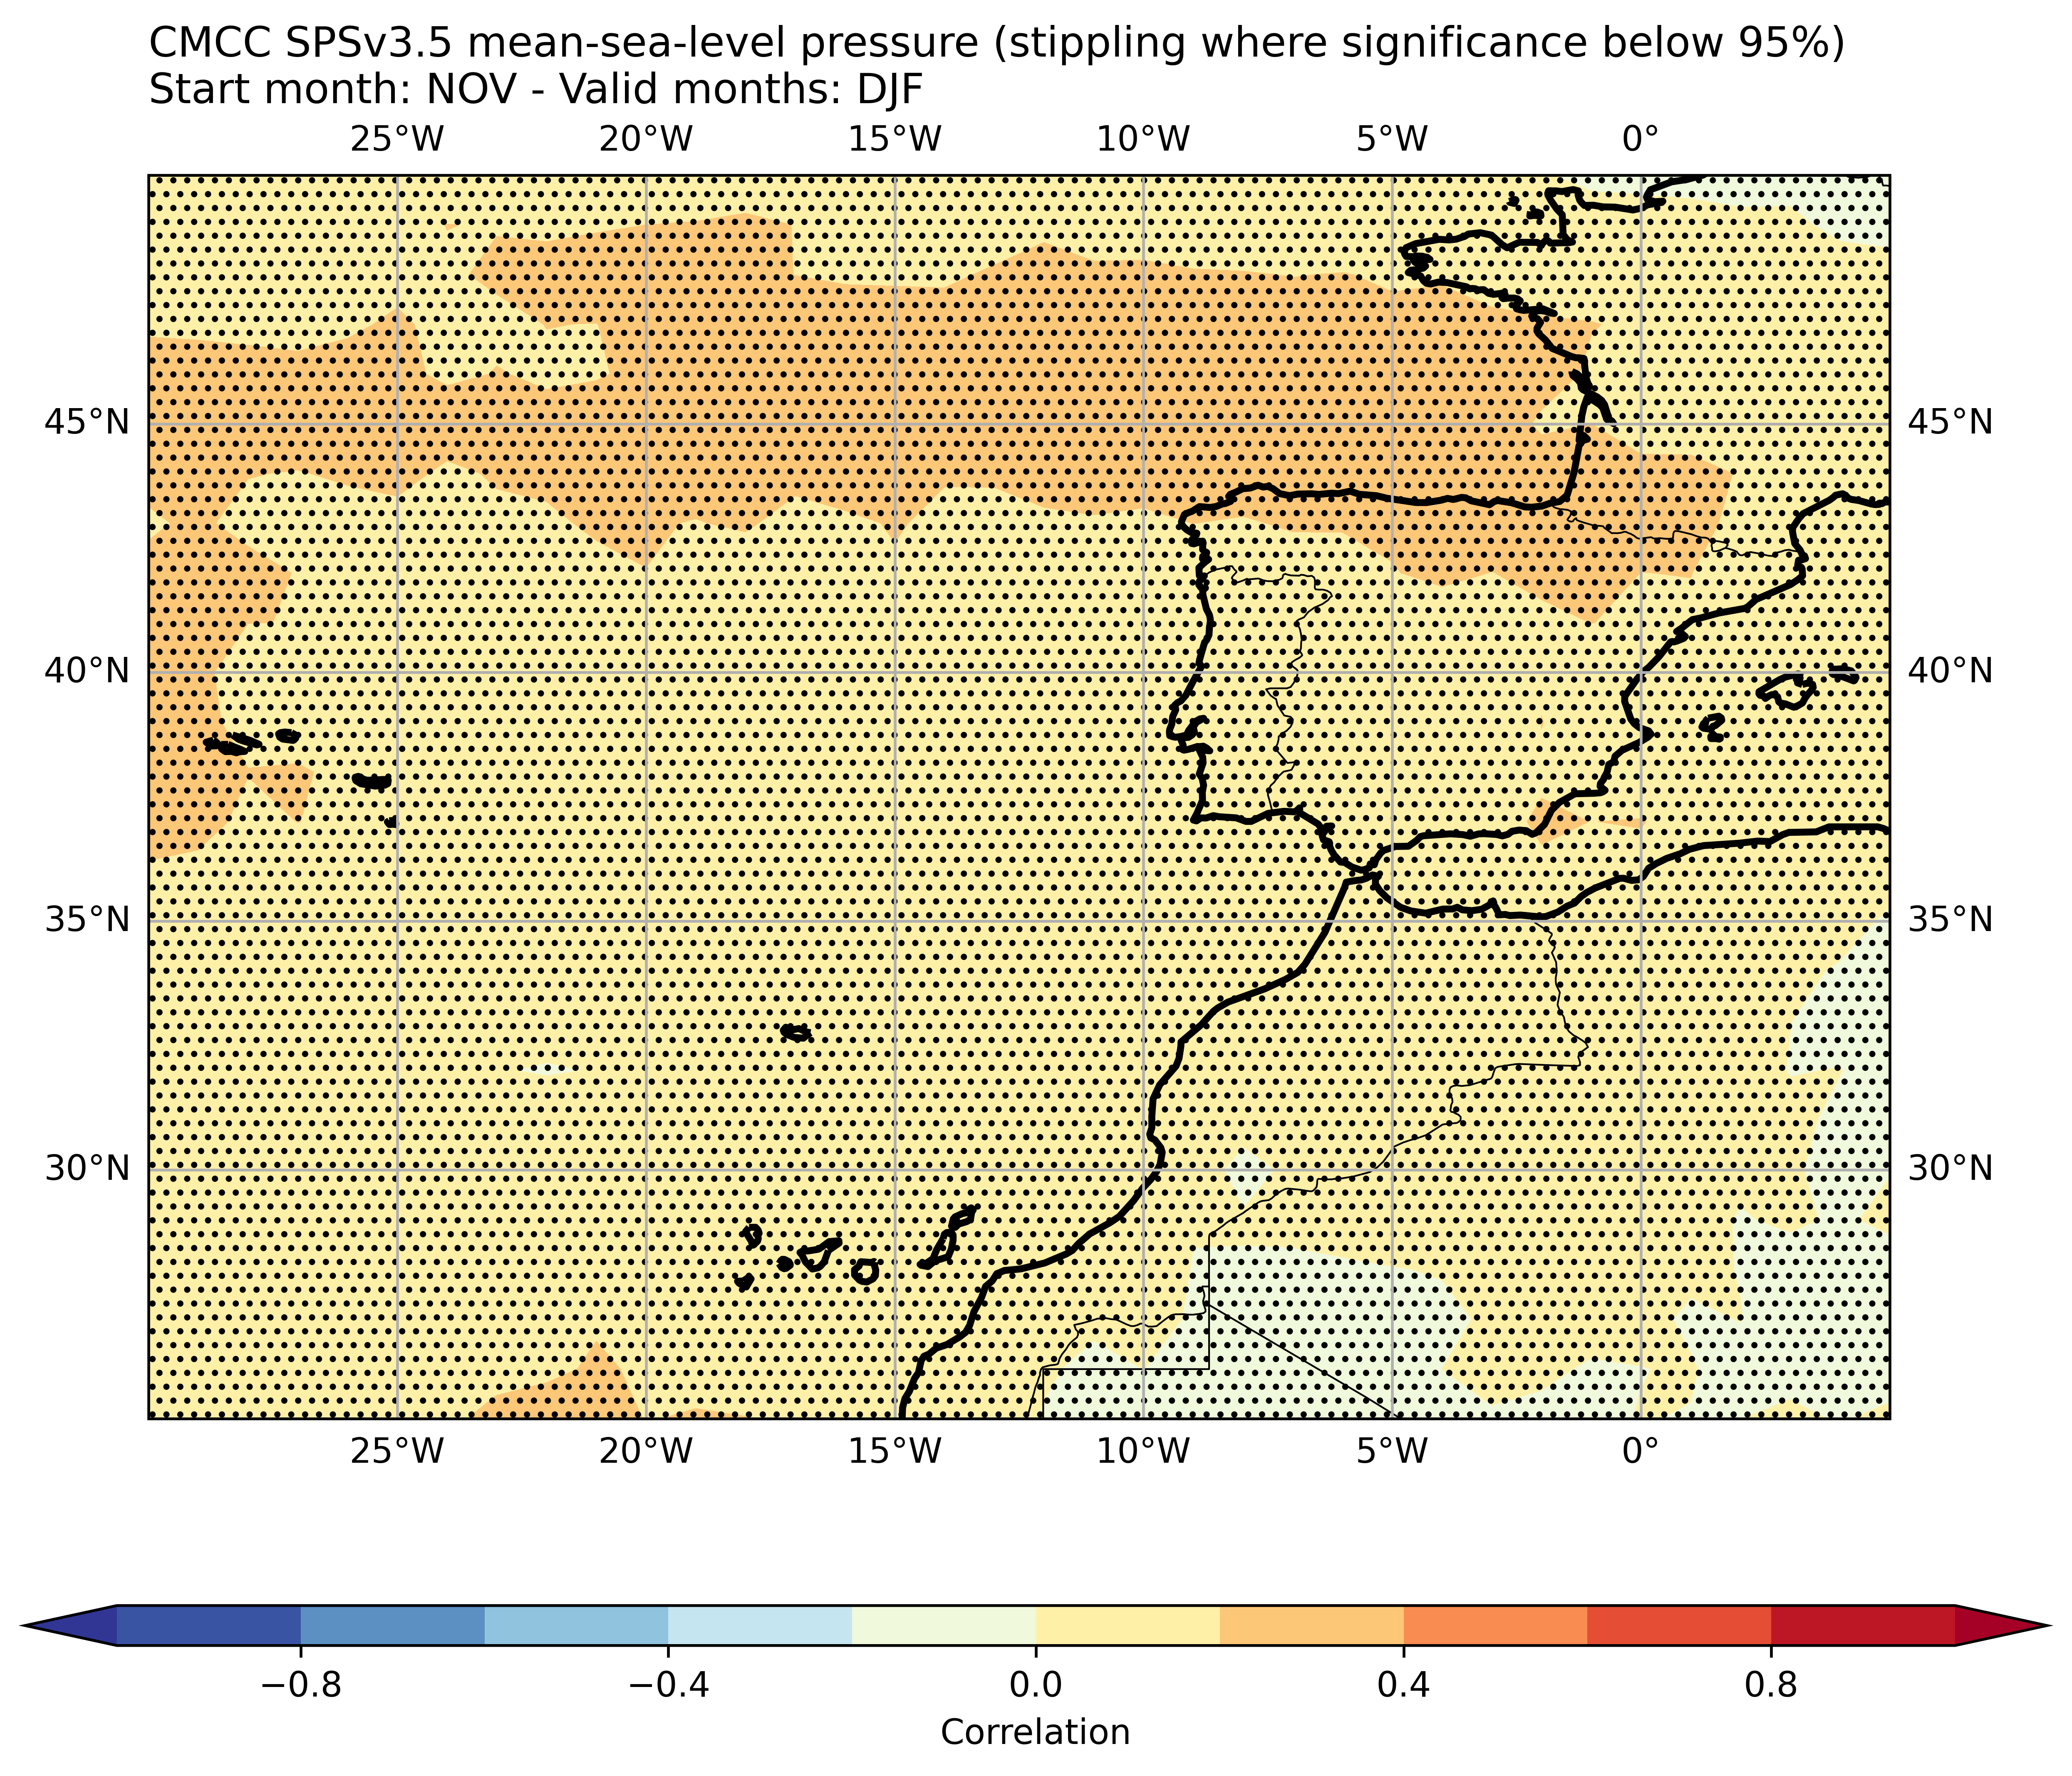 CMCC SPSv3.5 mean-sea-level pressure (stippling where significance below 95%)
Start month: NOV - Valid months: DJF
25°W 20°W 15°W 10°W 5°W 0°
45°N 45°N
40°N 40°N
35°N 35°N
30°N 30°N
25°W 20°W 15°W 10°W 5°W 0°
−0.8 −0.4 0.0 0.4 0.8
Correlation